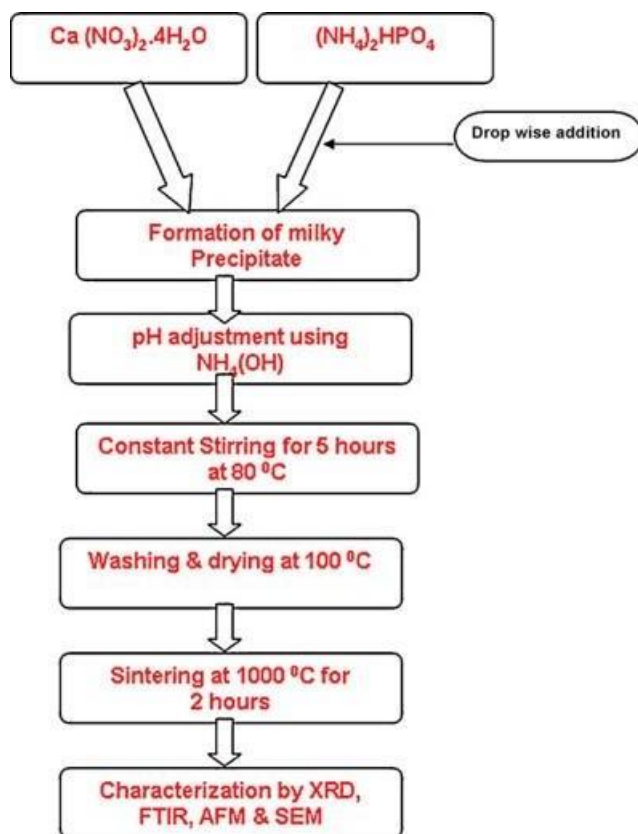 Ca (NO₃)₂.4H₂O
(NH₄)₂HPO₄
Drop wise addition
Formation of milky
Precipitate
pH adjustment using
NH₄(OH)
Constant Stirring for 5 hours
at 80 ⁰C
Washing & drying at 100 ⁰C
Sintering at 1000 ⁰C for
2 hours
Characterization by XRD,
FTIR, AFM & SEM